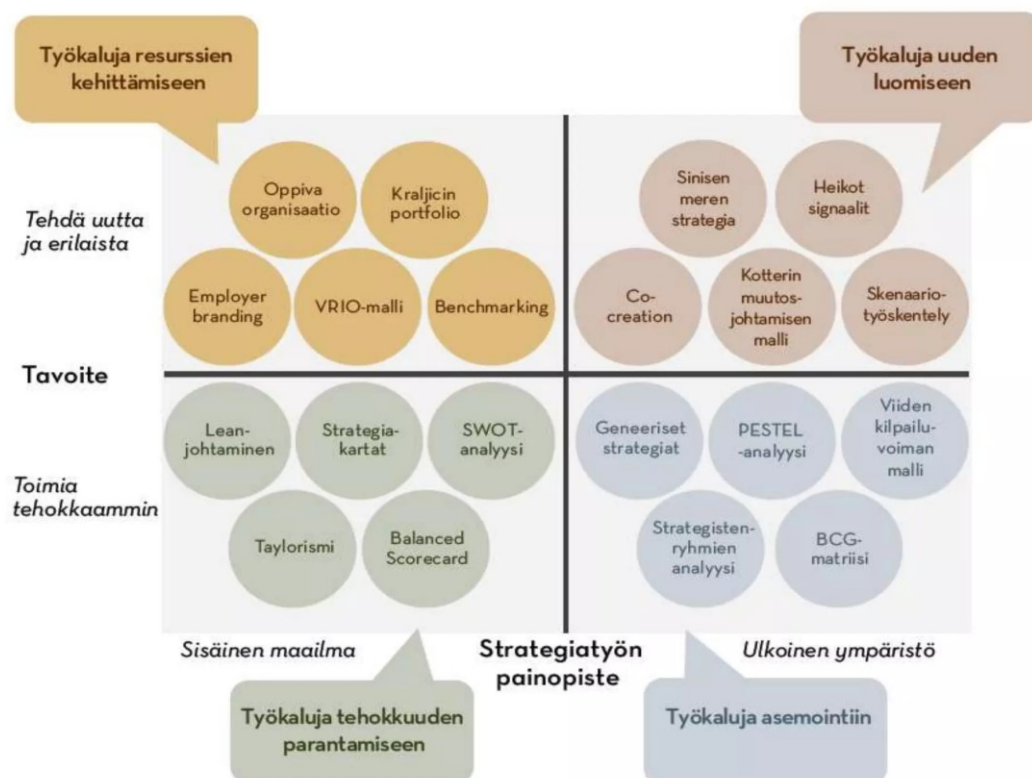 Työkaluja resurssien
kehittämiseen
Työkaluja uuden
luomiseen
Tehdä uutta
ja erilaista
Oppiva
organisaatio
Kraljicin
portfolio
Employer
branding
VRIO-malli
Benchmarking
Sinisen
meren
strategia
Heikot
signaalit
Co-
creation
Kotterin
muutos-
johtamisen
malli
Skenaario-
työskentely
Tavoite
Toimia
tehokkaammin
Lean-
johtaminen
Strategia-
kartat
SWOT-
analyysi
Taylorismi
Balanced
Scorecard
Geneeriset
strategiat
PESTEL
-analyysi
Viiden
kilpailu-
voiman
malli
Strategisten-
ryhmien
analyysi
BCG-
matriisi
Sisäinen maailma
Strategiatyön
painopiste
Ulkoinen ympäristö
Työkaluja tehokkuuden
parantamiseen
Työkaluja asemointiin